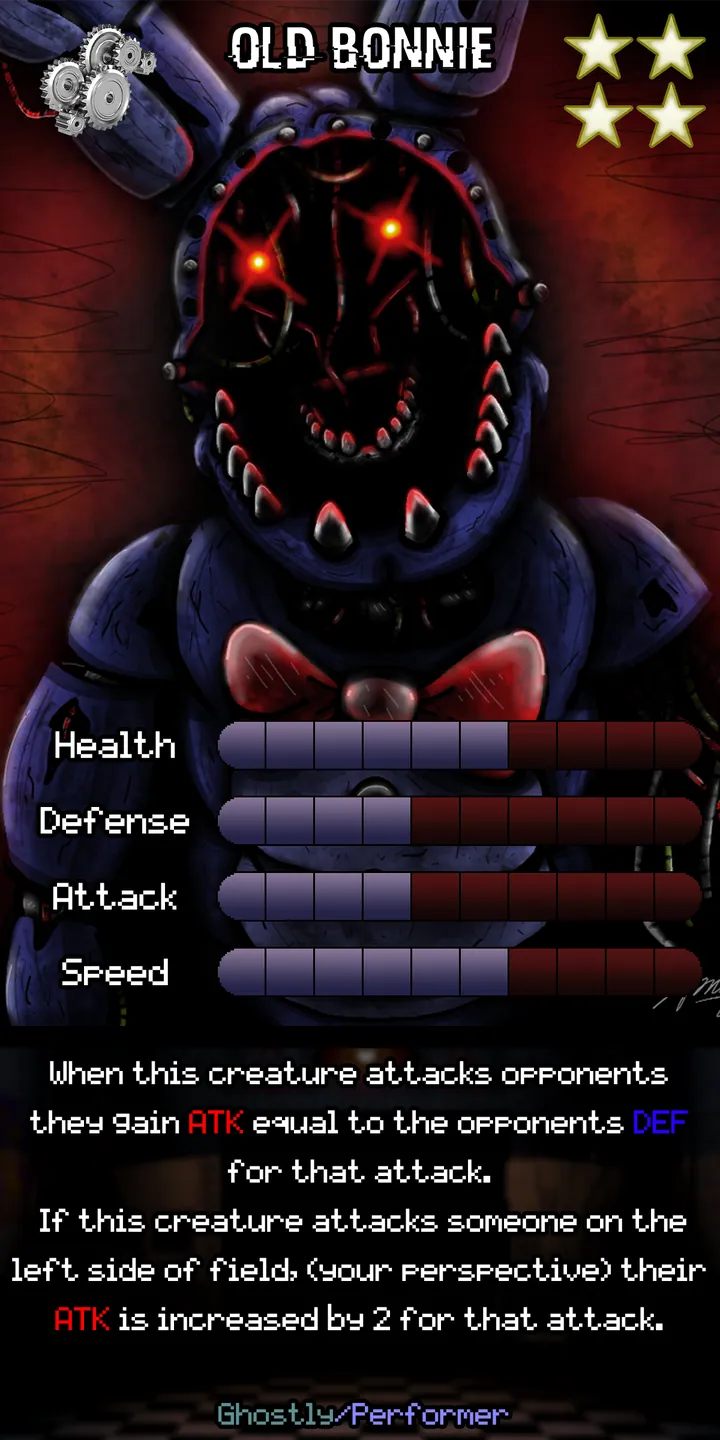 OLD BONNIE
Health
Defense
Attack
Speed
When this creature attacks opponents
they gain ATK equal to the opponents DEF
for that attack.
If this creature attacks someone on the
left side of field, (your perspective) their
ATK is increased by 2 for that attack.
Ghostly/Performer